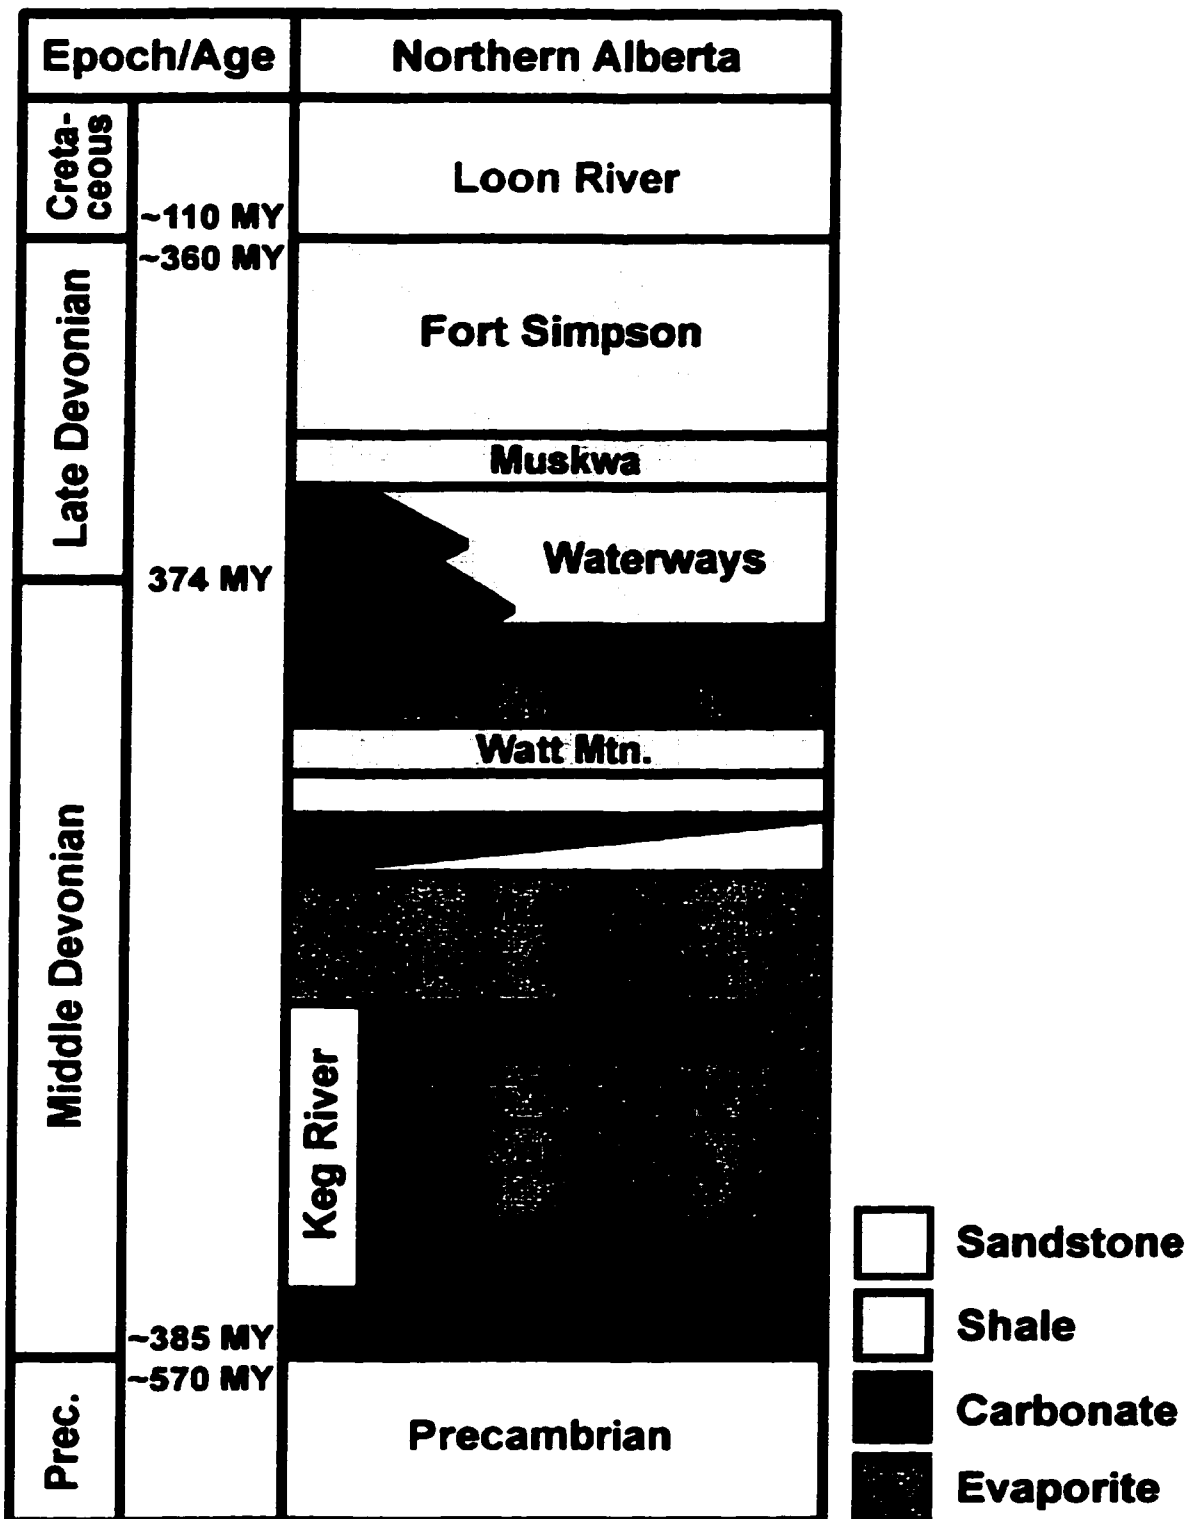 Epoch/Age
Northern Alberta
Creta-
ceous
~110 MY
Loon River
~360 MY
Late Devonian
Fort Simpson
Muskwa
Waterways
374 MY
Watt Mtn.
Middle Devonian
Keg River
~385 MY
~570 MY
Prec.
Precambrian
Sandstone
Shale
Carbonate
Evaporite